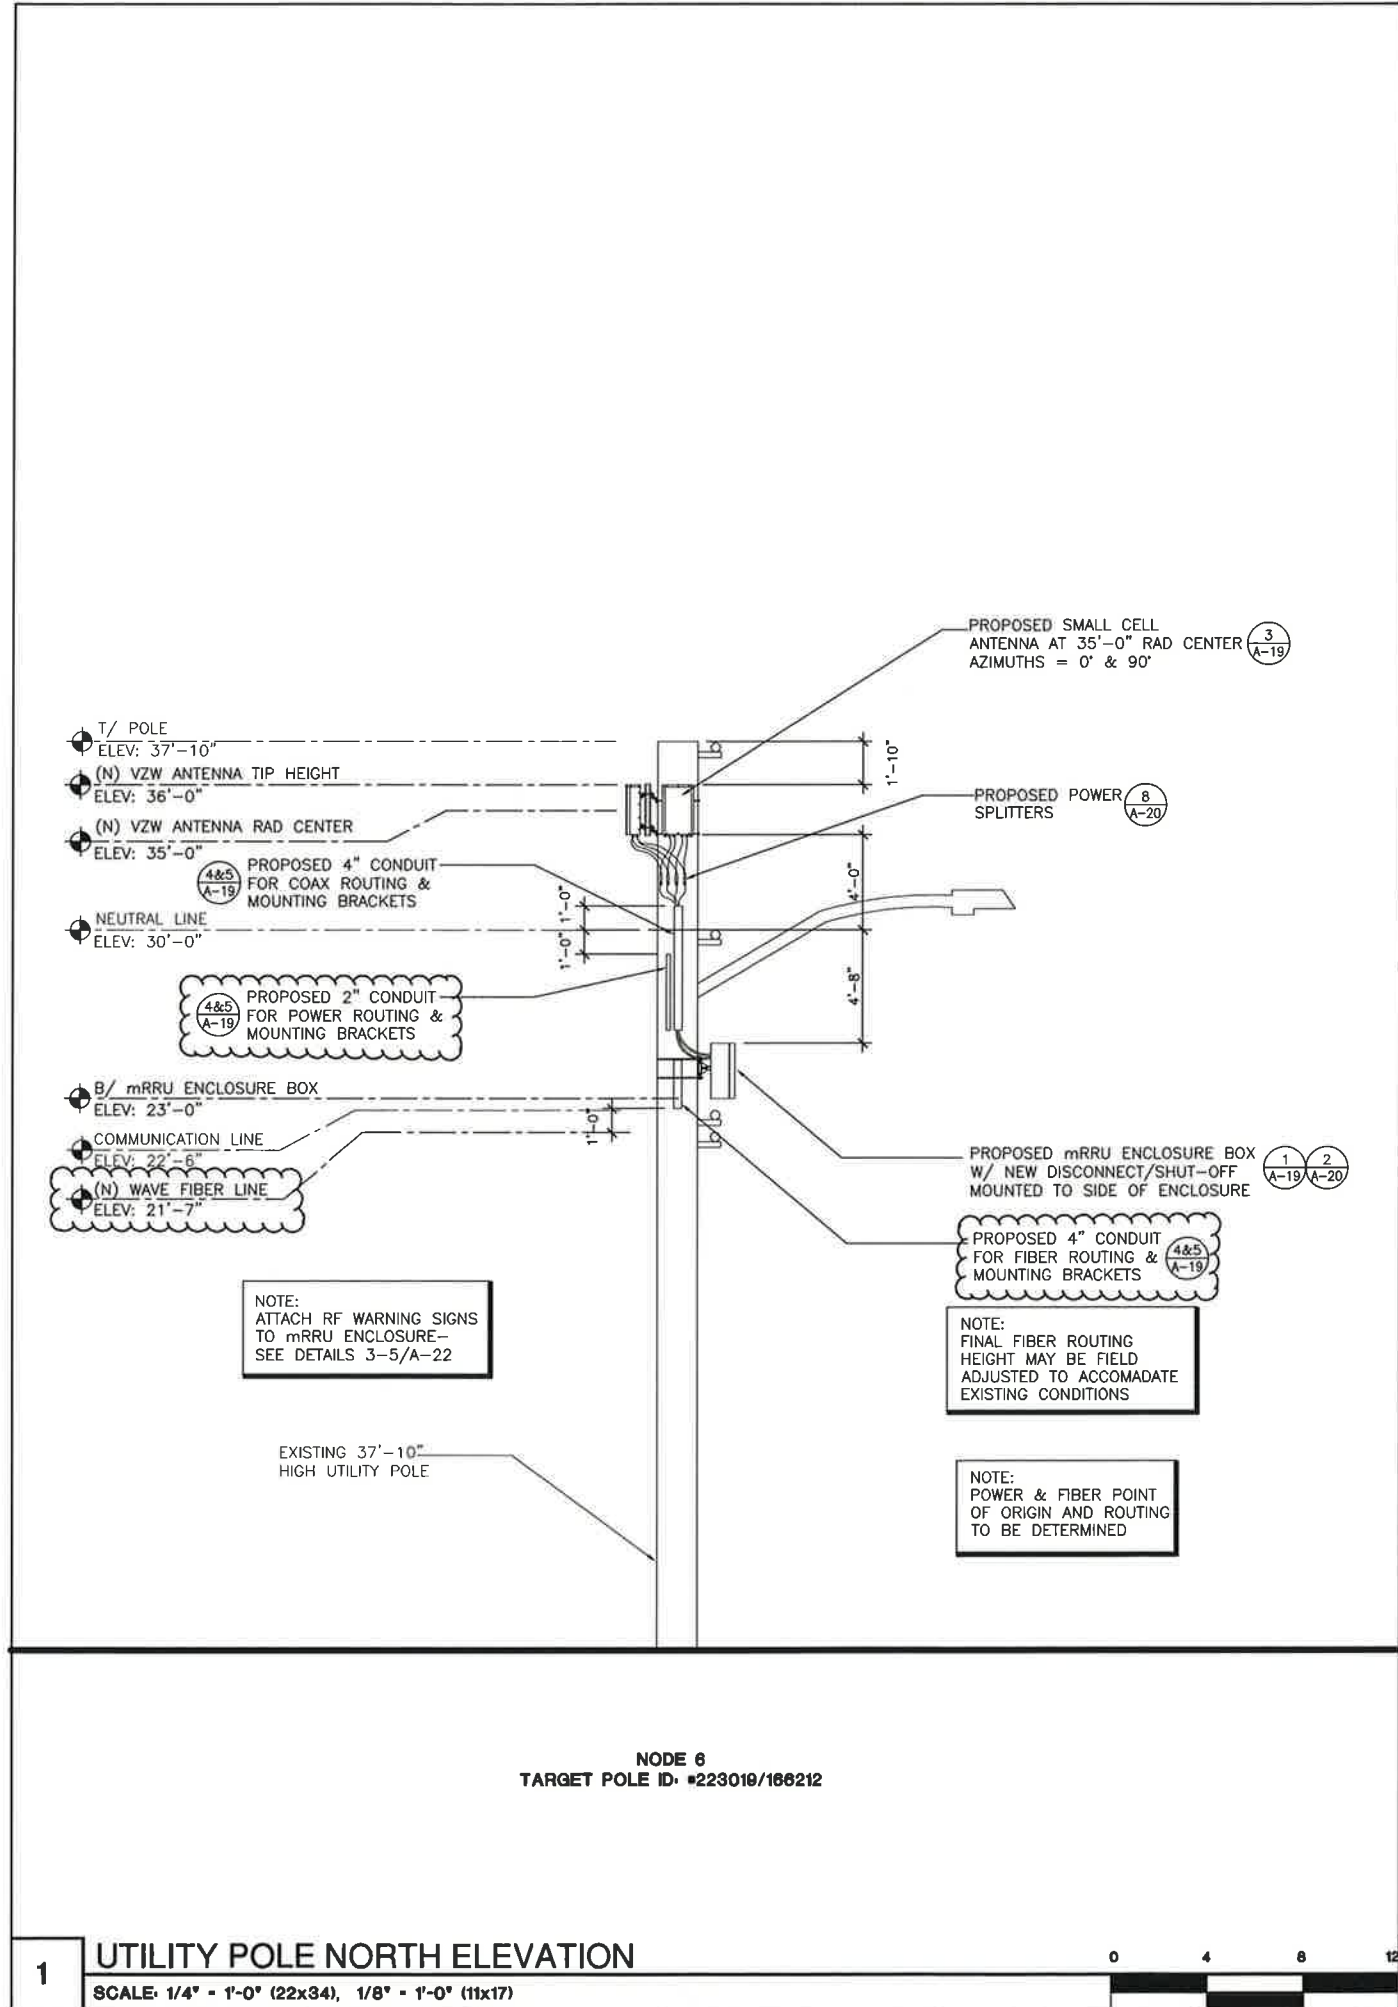 PROPOSED SMALL CELL
ANTENNA AT 35'-0" RAD CENTER
AZIMUTHS = 0° & 90°
3
A-19
T/ POLE
ELEV: 37'-10"
(N) VZW ANTENNA TIP HEIGHT
ELEV: 36'-0"
1'-10"
PROPOSED POWER
SPLITTERS
8
A-20
(N) VZW ANTENNA RAD CENTER
ELEV: 35'-0"
4&5
A-19
PROPOSED 4" CONDUIT
FOR COAX ROUTING &
MOUNTING BRACKETS
1'-0"
4'-0"
NEUTRAL LINE
ELEV: 30'-0"
1'-0"
4'-8"
4&5
A-19
PROPOSED 2" CONDUIT
FOR POWER ROUTING &
MOUNTING BRACKETS
B/ mRRU ENCLOSURE BOX
ELEV: 23'-0"
1'-0"
COMMUNICATION LINE
ELEV: 22'-6"
(N) WAVE FIBER LINE
ELEV: 21'-7"
PROPOSED mRRU ENCLOSURE BOX
W/ NEW DISCONNECT/SHUT-OFF
MOUNTED TO SIDE OF ENCLOSURE
1
A-19
2
A-20
PROPOSED 4" CONDUIT
FOR FIBER ROUTING &
MOUNTING BRACKETS
4&5
A-19
NOTE:
ATTACH RF WARNING SIGNS
TO mRRU ENCLOSURE-
SEE DETAILS 3-5/A-22
NOTE:
FINAL FIBER ROUTING
HEIGHT MAY BE FIELD
ADJUSTED TO ACCOMADATE
EXISTING CONDITIONS
EXISTING 37'-10"
HIGH UTILITY POLE
NOTE:
POWER & FIBER POINT
OF ORIGIN AND ROUTING
TO BE DETERMINED
NODE 6
TARGET POLE ID: #223019/166212
1
UTILITY POLE NORTH ELEVATION
SCALE: 1/4" = 1'-0" (22x34), 1/8" = 1'-0" (11x17)
0 4 8 12